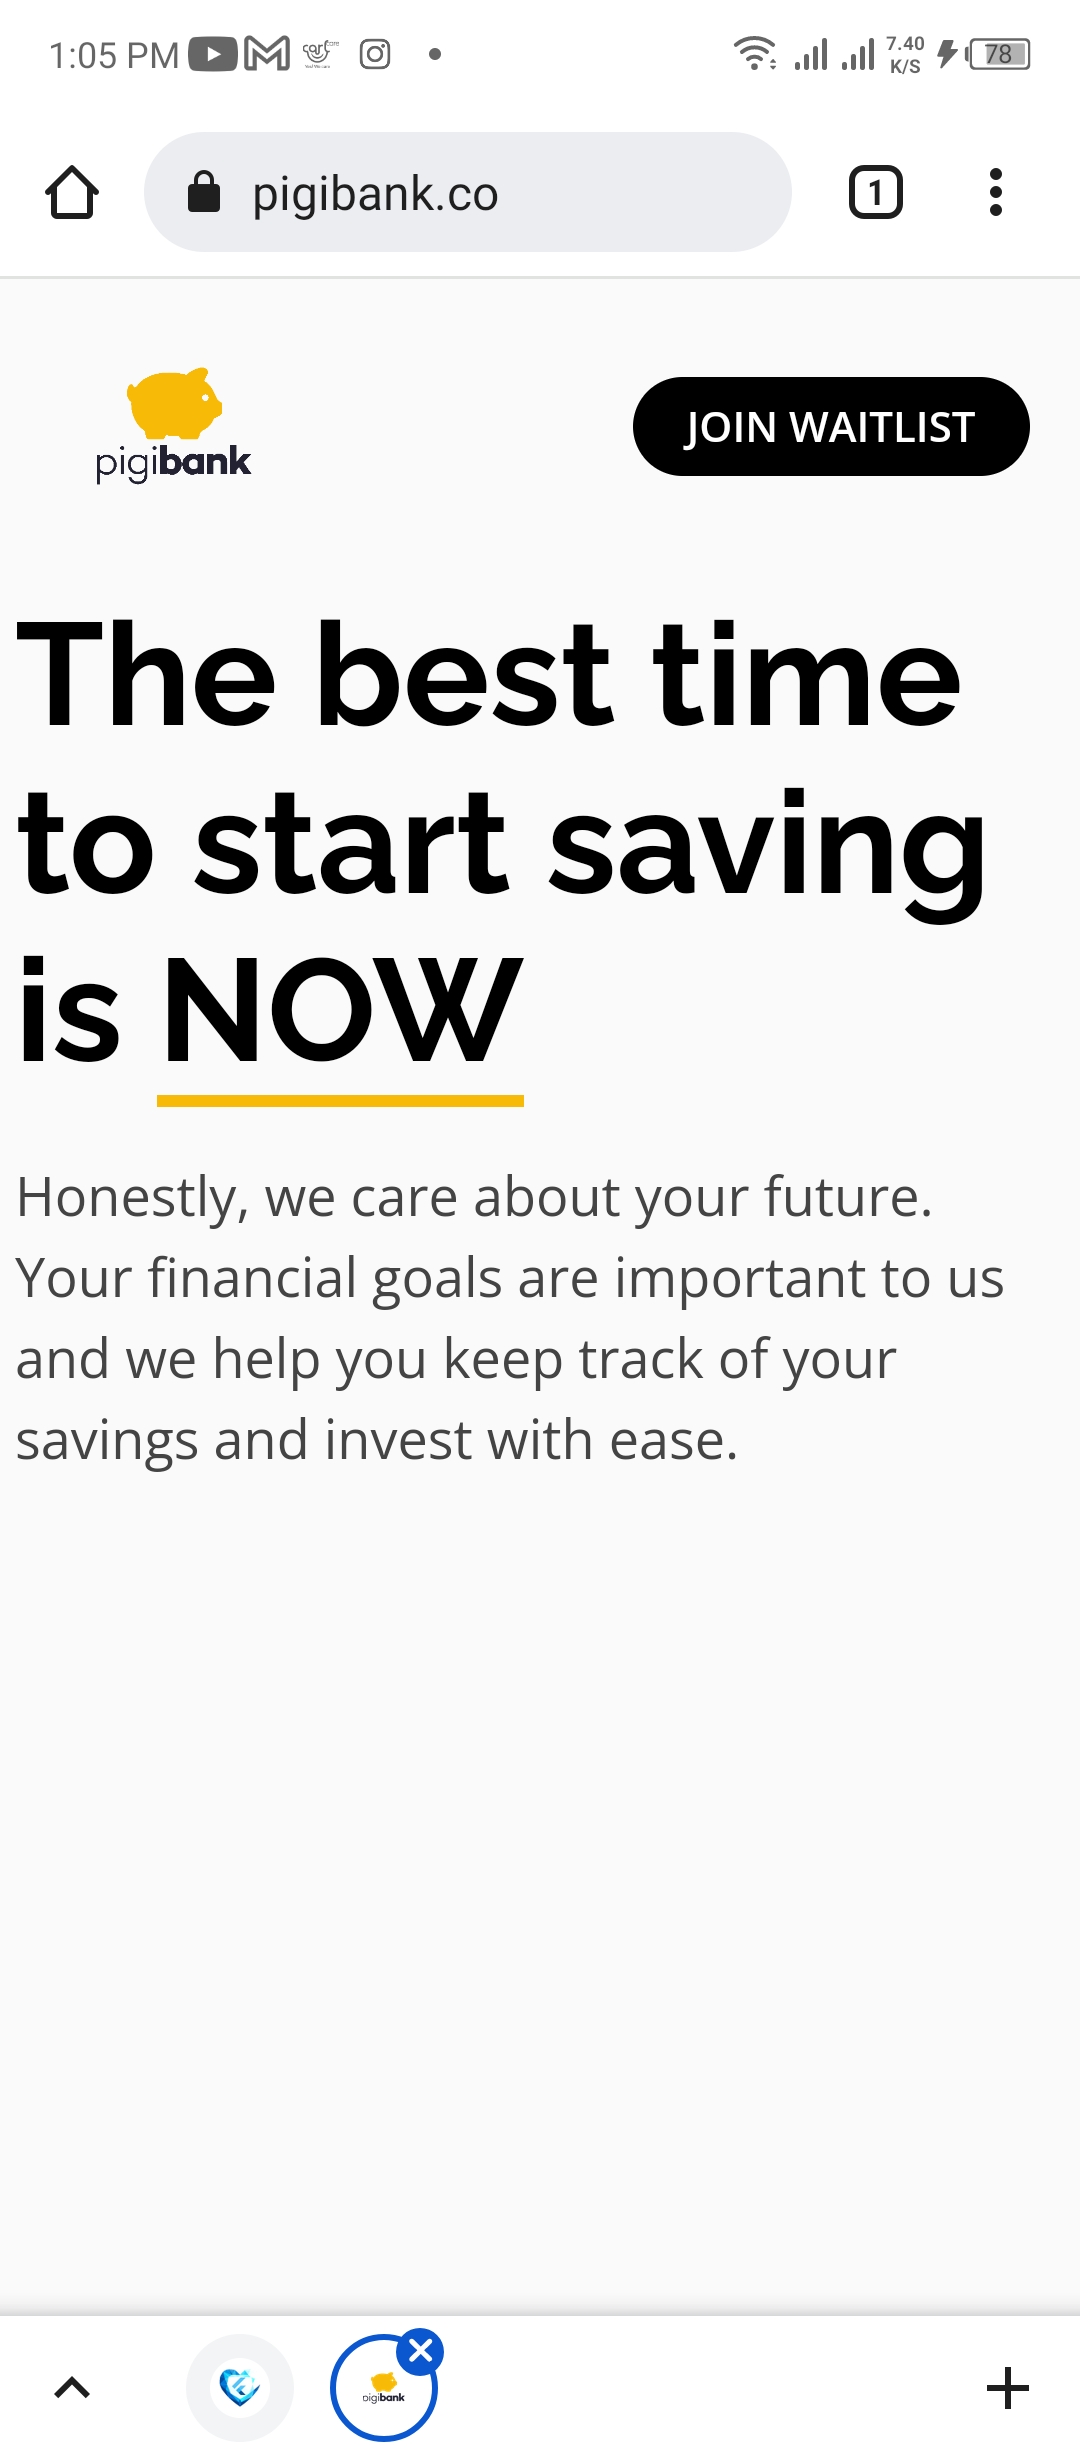 1:05 PM
7.40
K/S
78
pigibank.co
1
pigibank
JOIN WAITLIST
The best time
to start saving
is NOW
Honestly, we care about your future.
Your financial goals are important to us
and we help you keep track of your
savings and invest with ease.
pigibank